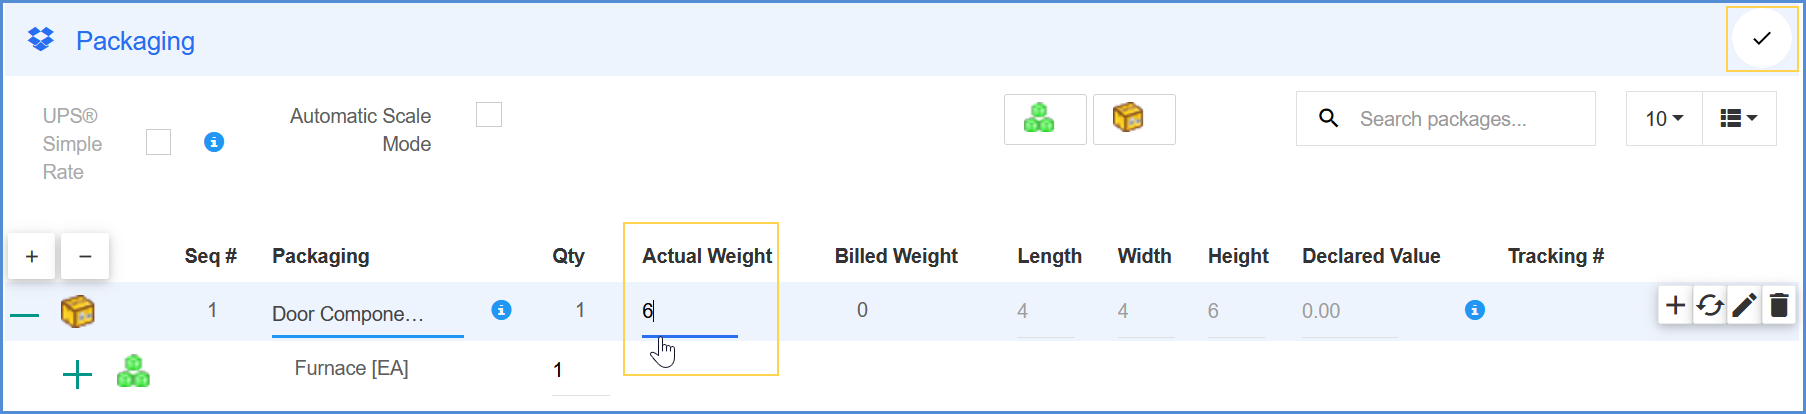 Packaging
UPS®
Simple
Rate
Automatic Scale
Mode
Search packages...
10
Seq # Packaging Qty Actual Weight Billed Weight Length Width Height Declared Value Tracking #
1 Door Compone... 1 6 0 4 4 6 0.00
Furnace [EA] 1